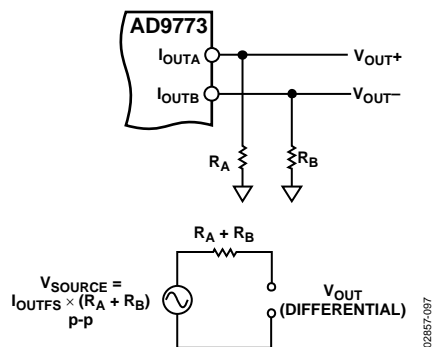 AD9773
IOUTA
VOUT+
IOUTB
VOUT–
RA
RB
RA + RB
VSOURCE =
IOUTFS × (RA + RB)
p-p
VOUT
(DIFFERENTIAL)
02857-097